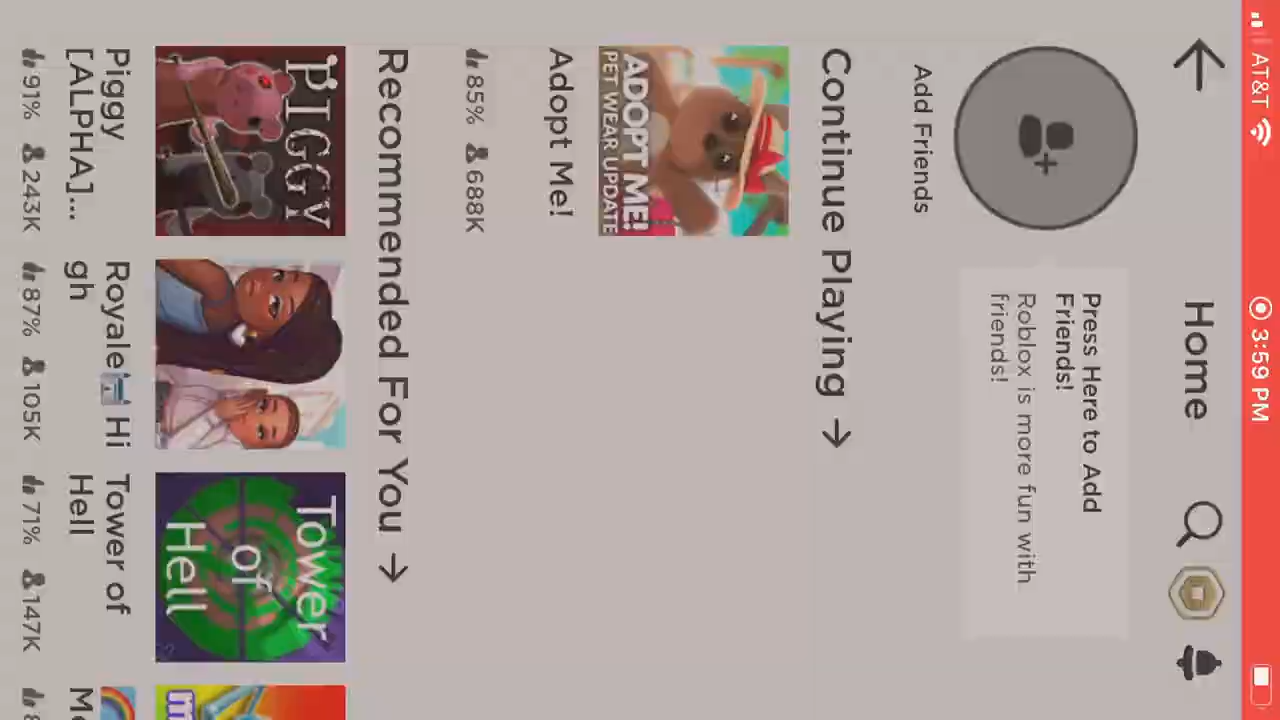 AT&T 3:59 PM
Home
Press Here to Add
Friends!
Roblox is more fun with
friends!
Add Friends
Continue Playing →
ADOPT ME!
PET WEAR UPDATE
Adopt Me!
85% 688K
Recommended For You →
PIGGY
Tower
of
Hell
Piggy
[ALPHA]...
Royale🏫 Hi
gh
Tower of
Hell
91% 243K
87% 105K
71% 147K